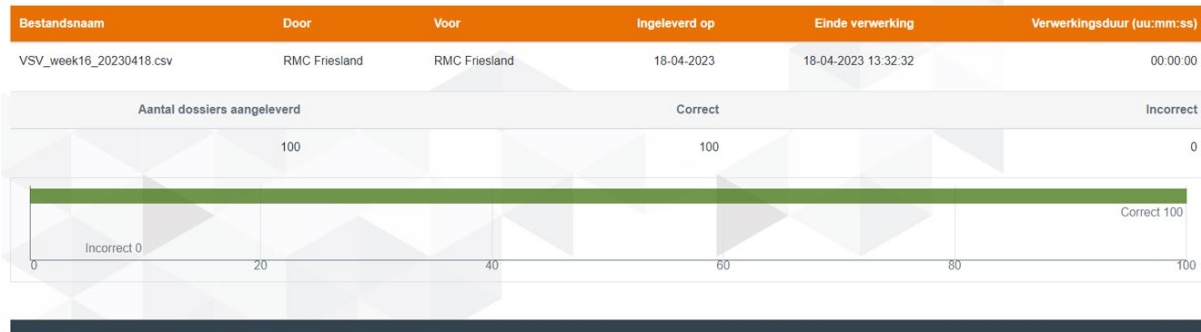 Bestandsnaam Door Voor Ingeleverd op Einde verwerking Verwerkingsduur (uu:mm:ss)
VSV_week16_20230418.csv RMC Friesland RMC Friesland 18-04-2023 18-04-2023 13:32:32 00:00:00
Aantal dossiers aangeleverd Correct Incorrect
100 100 0
Correct 100
Incorrect 0
0 20 40 60 80 100